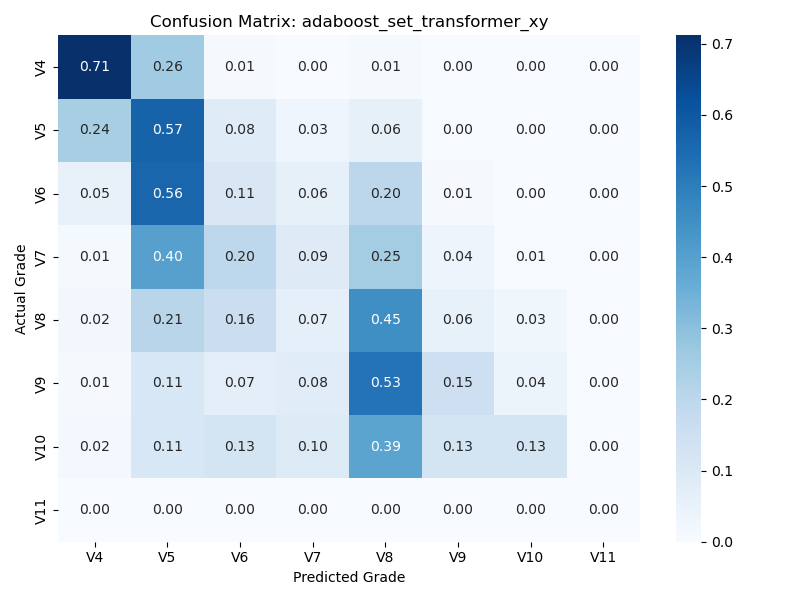 Confusion Matrix: adaboost_set_transformer_xy
Actual Grade
V4 0.71 0.26 0.01 0.00 0.01 0.00 0.00 0.00
V5 0.24 0.57 0.08 0.03 0.06 0.00 0.00 0.00
V6 0.05 0.56 0.11 0.06 0.20 0.01 0.00 0.00
V7 0.01 0.40 0.20 0.09 0.25 0.04 0.01 0.00
V8 0.02 0.21 0.16 0.07 0.45 0.06 0.03 0.00
V9 0.01 0.11 0.07 0.08 0.53 0.15 0.04 0.00
V10 0.02 0.11 0.13 0.10 0.39 0.13 0.13 0.00
V11 0.00 0.00 0.00 0.00 0.00 0.00 0.00 0.00
V4 V5 V6 V7 V8 V9 V10 V11
Predicted Grade
0.7
0.6
0.5
0.4
0.3
0.2
0.1
0.0